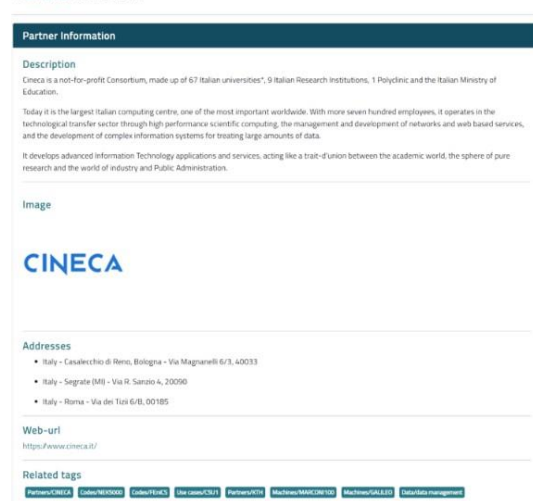 Partner Information
Description
Cineca is a not-for-profit Consortium, made up of 67 Italian universities*, 9 Italian Research Institutions, 1 Polyclinic and the Italian Ministry of
Education.
Today it is the largest Italian computing centre, one of the most important worldwide. With more seven hundred employees, it operates in the
technological transfer sector through high performance scientific computing, the management and development of networks and web based services,
and the development of complex information systems for treating large amounts of data.
It develops advanced Information Technology applications and services, acting like a trait-d'union between the academic world, the sphere of pure
research and the world of industry and Public Administration.
Image
CINECA
Addresses
• Italy - Casalecchio di Reno, Bologna - Via Magnanelli 6/3, 40033
• Italy - Segrate (MI) - Via R. Sanzio 4, 20090
• Italy - Roma - Via dei Tizii 6/B, 00185
Web-url
https://www.cineca.it/
Related tags
Partners/CINECA Codes/NEK5000 Codes/FEniCS Use cases/CSU1 Partners/KTH Machines/MARCONI100 Machines/GALILEO Data/data management